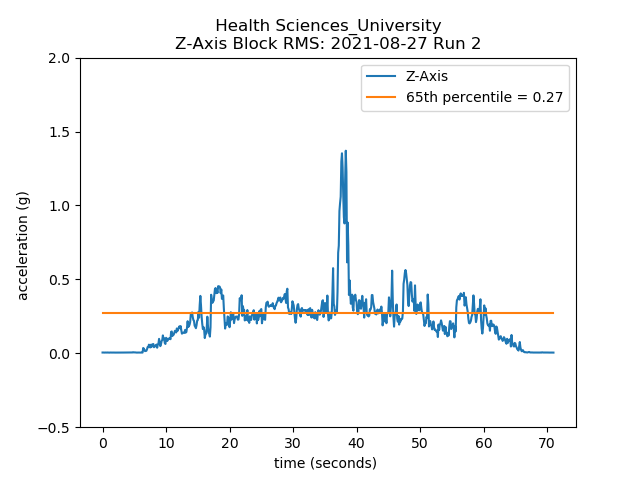 Health Sciences_University
Z-Axis Block RMS: 2021-08-27 Run 2
Z-Axis
65th percentile = 0.27
2.0
1.5
1.0
0.5
0.0
−0.5
acceleration (g)
0 10 20 30 40 50 60 70
time (seconds)